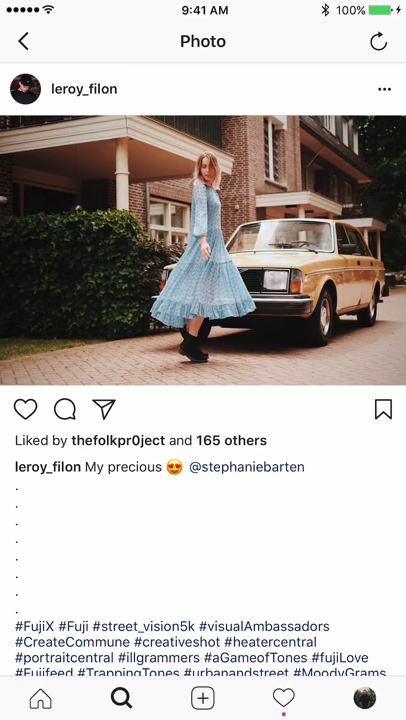 9:41 AM 100%
Photo
leroy_filon
Liked by thefolkpr0ject and 165 others
leroy_filon My precious 😍 @stephaniebarten
.
.
.
.
.
.
.
.
#FujiX #Fuji #street_vision5k #visualAmbassadors
#CreateCommune #creativeshot #heatercentral
#portraitcentral #illgrammers #aGameofTones #fujiLove
#Fujifeed #TrappingTones #urbanandstreet #MoodyGrams